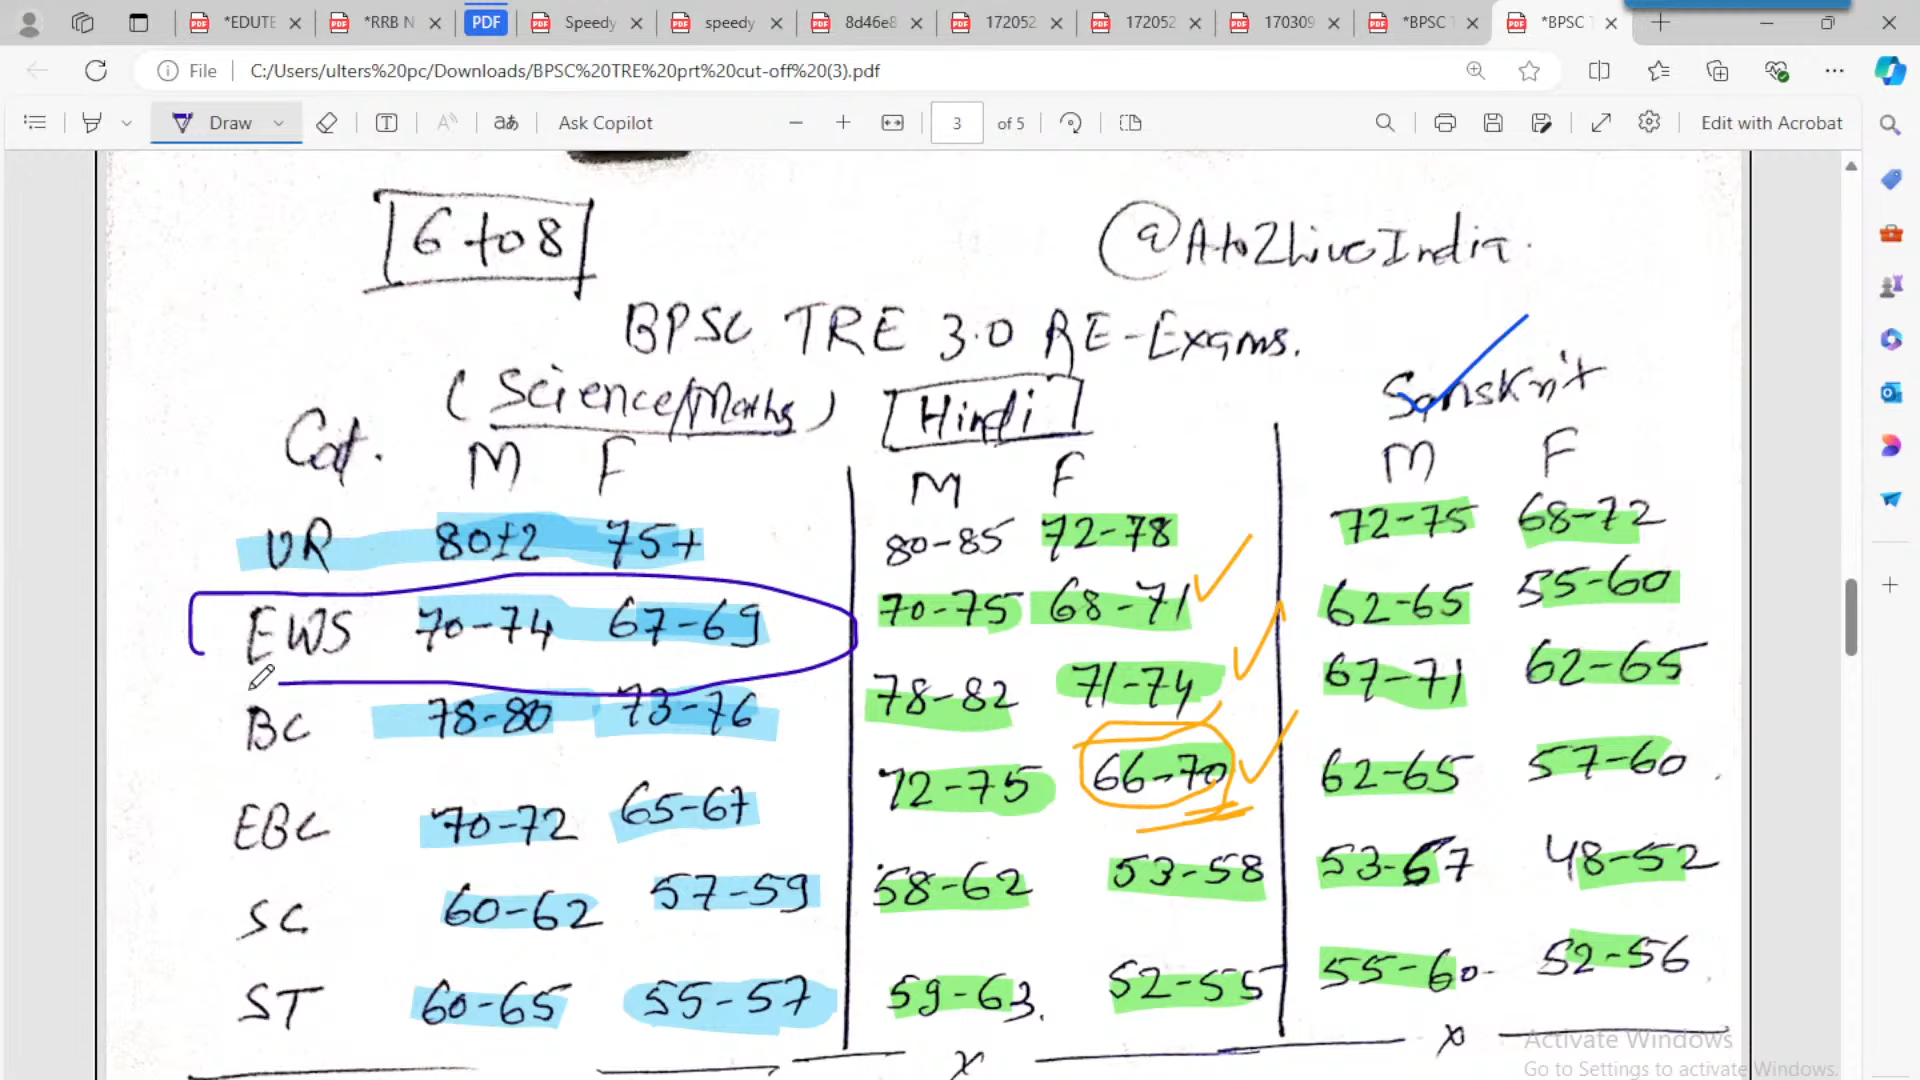 *EDUTE
*RRB N
PDF
Speedy
speedy
8d46e8
172052
172052
170309
*BPSC T
*BPSC T
File
C:/Users/ulters%20pc/Downloads/BPSC%20TRE%20prt%20cut-off%20(3).pdf
Draw
Ask Copilot
3 of 5
Edit with Acrobat
6 to 8
@AtoZLiveIndia.
BPSC TRE 3.0 RE-Exams.
(Science/Maths) Hindi Sanskrit
Cat. M F M F M F
UR 80±2 75+ 80-85 72-78 72-75 68-72
EWS 70-74 67-69 70-75 68-71 62-65 55-60
BC 78-80 73-76 78-82 71-74 67-71 62-65
EBC 70-72 65-67 72-75 66-70 62-65 57-60
SC 60-62 57-59 58-62 53-58 53-57 48-52
ST 60-65 55-57 59-63. 52-55 55-60- 52-56
x x
Activate Windows
Go to Settings to activate Windows.